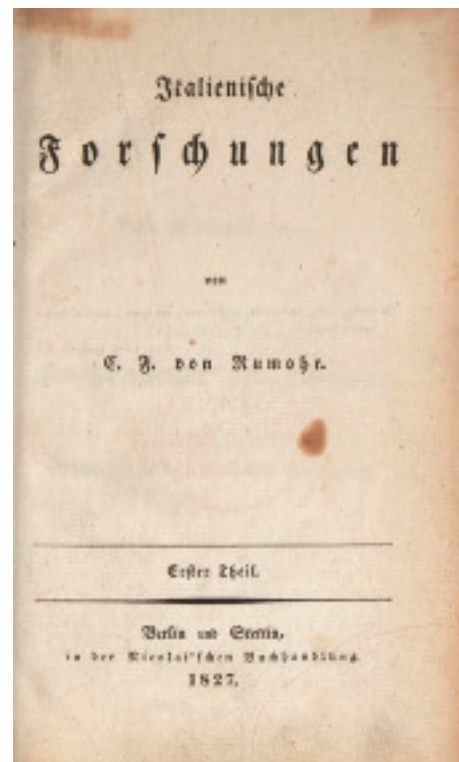 Italienische
Forschungen
von
C. F. von Rumohr.
Erster Theil.
Berlin und Stettin,
in der Nicolai'schen Buchhandlung
1827.